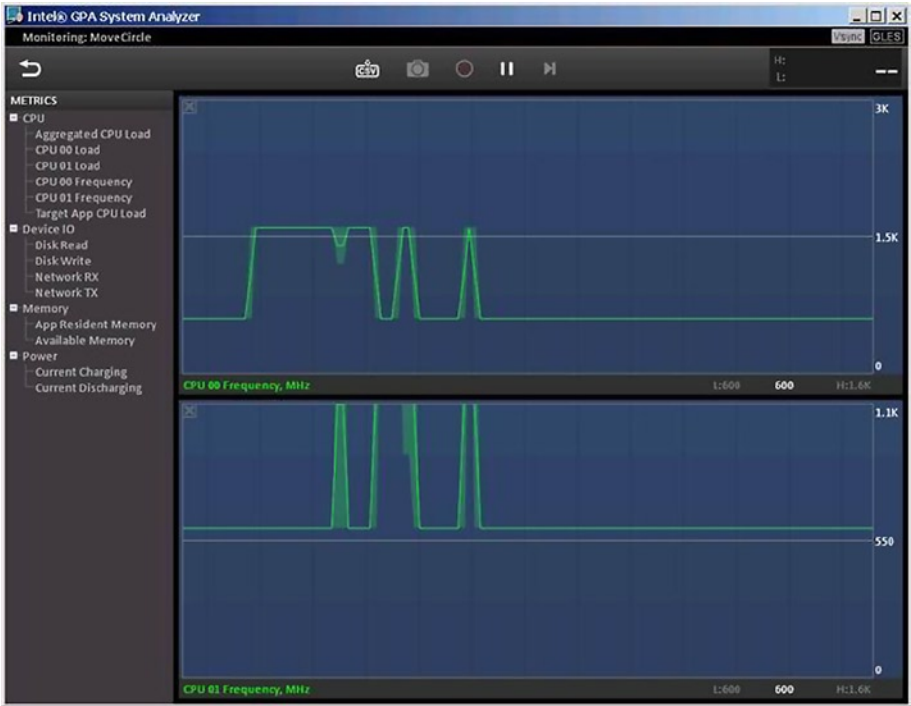 Intel® GPA System Analyzer
Monitoring: MoveCircle
Vsync GLES
CSV
H:
L:
--
METRICS
CPU
Aggregated CPU Load
CPU 00 Load
CPU 01 Load
CPU 00 Frequency
CPU 01 Frequency
Target App CPU Load
Device IO
Disk Read
Disk Write
Network RX
Network TX
Memory
App Resident Memory
Available Memory
Power
Current Charging
Current Discharging
3K
1.5K
0
CPU 00 Frequency, MHz L:600 600 H:1.6K
1.1K
550
0
CPU 01 Frequency, MHz L:600 600 H:1.6K